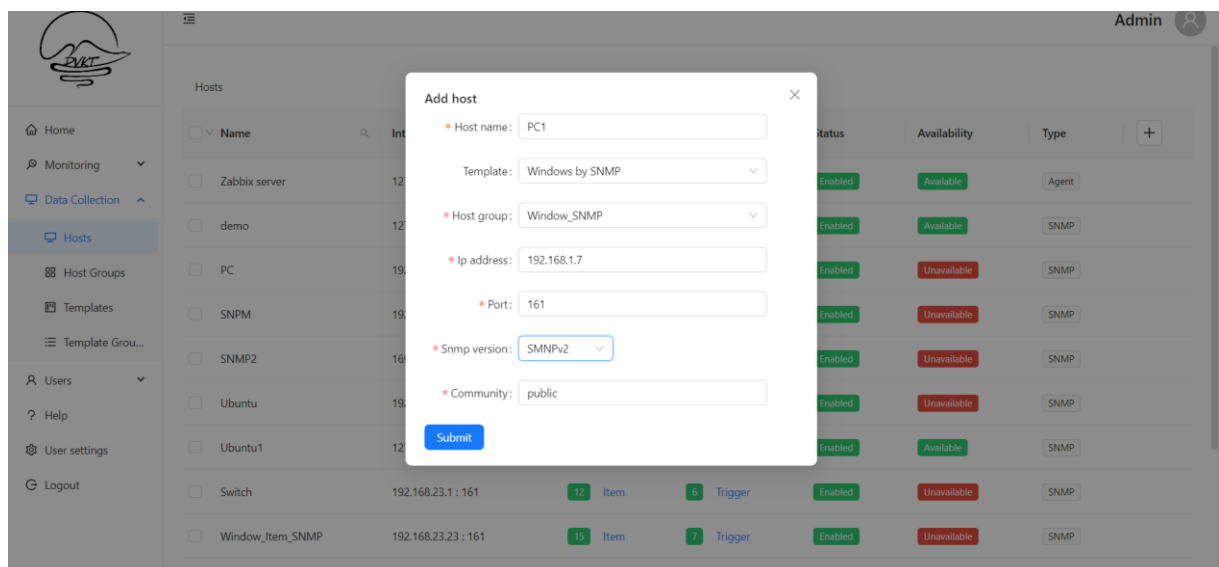 DVKT
Admin
Home
Monitoring
Data Collection
Hosts
Host Groups
Templates
Template Grou...
Users
? Help
User settings
Logout
Hosts
Name Int Status Availability Type +
Zabbix server 12 Enabled Available Agent
demo 12 Enabled Available SNMP
PC 19 Enabled Unavailable SNMP
SNPM 19 Enabled Unavailable SNMP
SNMP2 16 Enabled Unavailable SNMP
Ubuntu 19 Enabled Unavailable SNMP
Ubuntu1 12 Enabled Available SNMP
Switch 192.168.23.1 : 161 12 Item 6 Trigger Enabled Unavailable SNMP
Window_Item_SNMP 192.168.23.23 : 161 15 Item 7 Trigger Enabled Unavailable SNMP
Add host
* Host name: PC1
Template: Windows by SNMP
* Host group: Window_SNMP
* Ip address: 192.168.1.7
* Port: 161
* Snmp version: SMNPv2
* Community: public
Submit